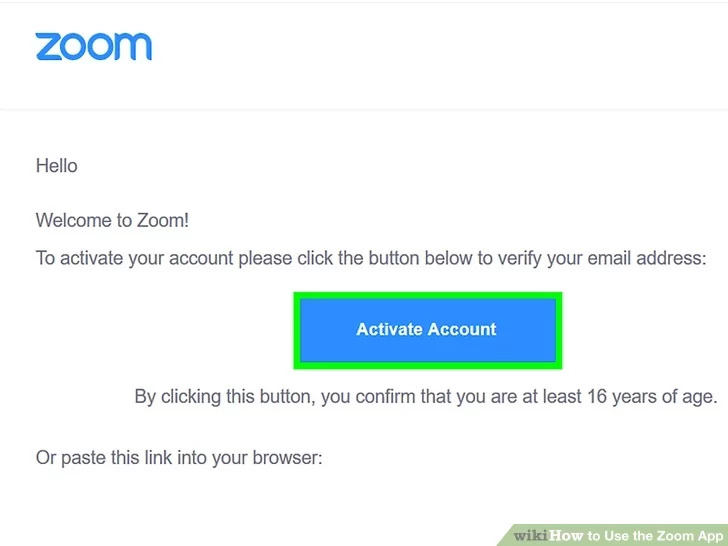 zoom
Hello
Welcome to Zoom!
To activate your account please click the button below to verify your email address:
Activate Account
By clicking this button, you confirm that you are at least 16 years of age.
Or paste this link into your browser:
wikiHow to Use the Zoom App